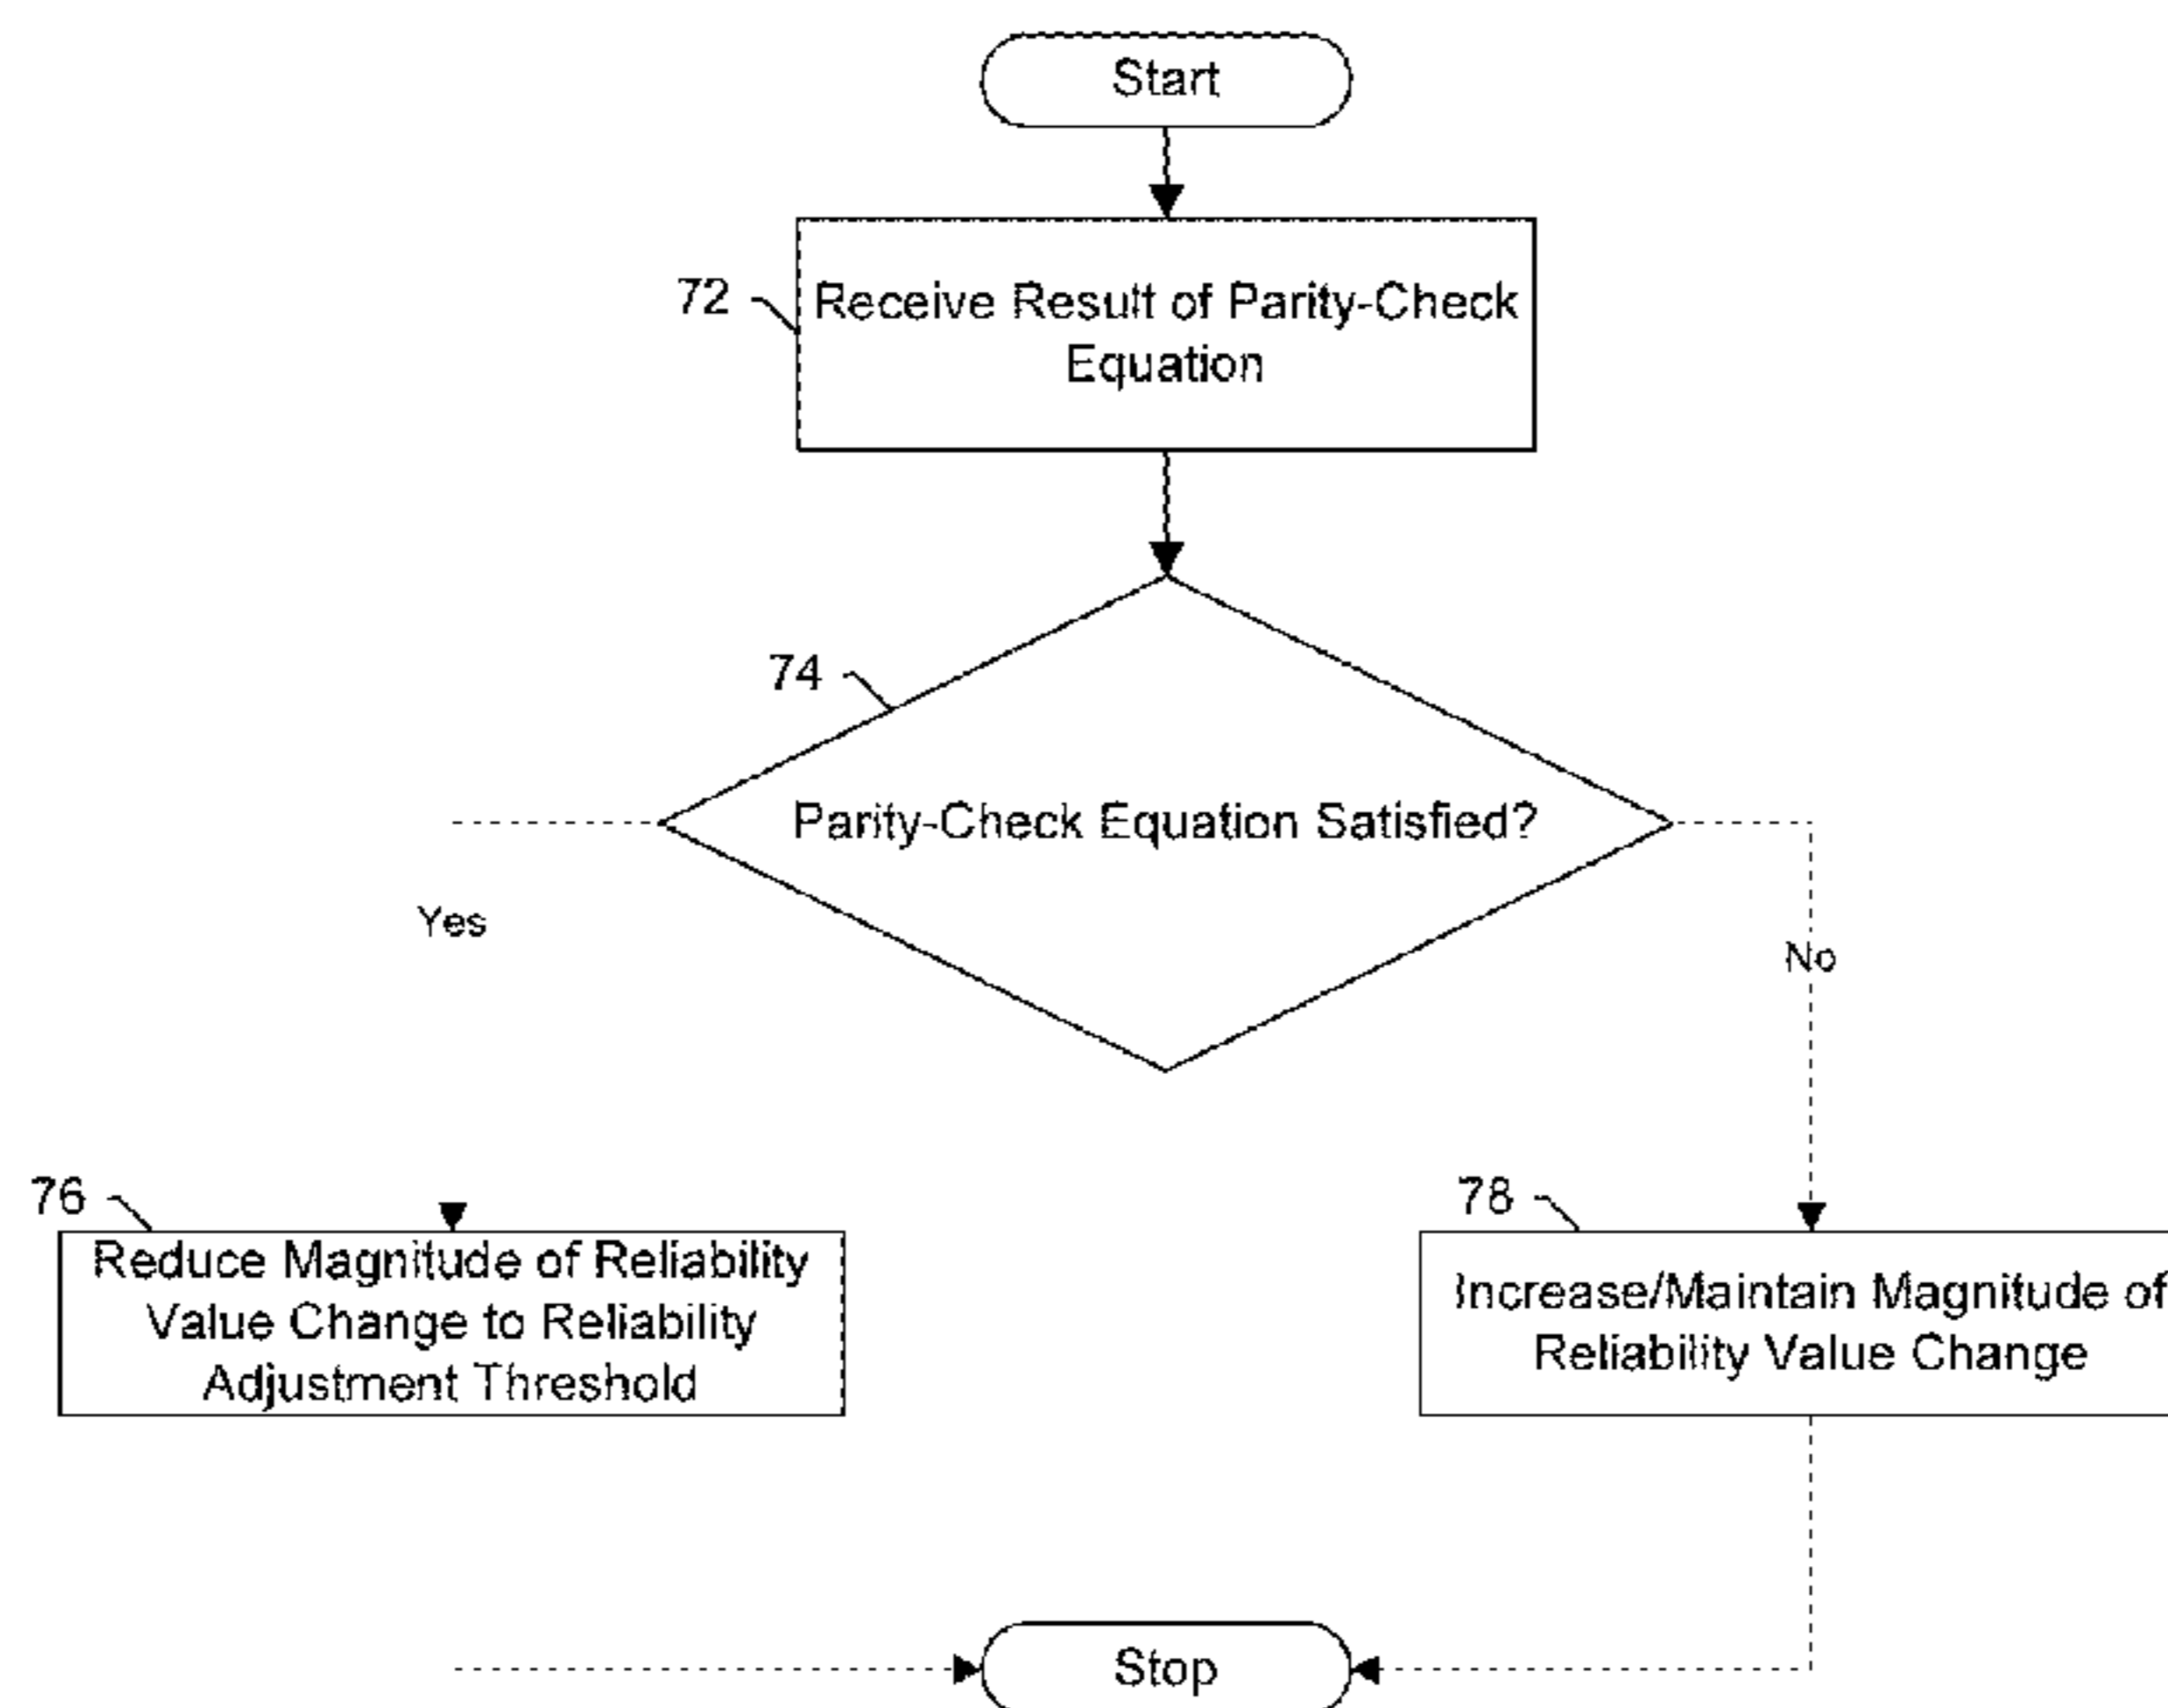 Start
72
Receive Result of Parity-Check
Equation
74
Parity-Check Equation Satisfied?
Yes
No
76
Reduce Magnitude of Reliability
Value Change to Reliability
Adjustment Threshold
78
Increase/Maintain Magnitude of
Reliability Value Change
Stop